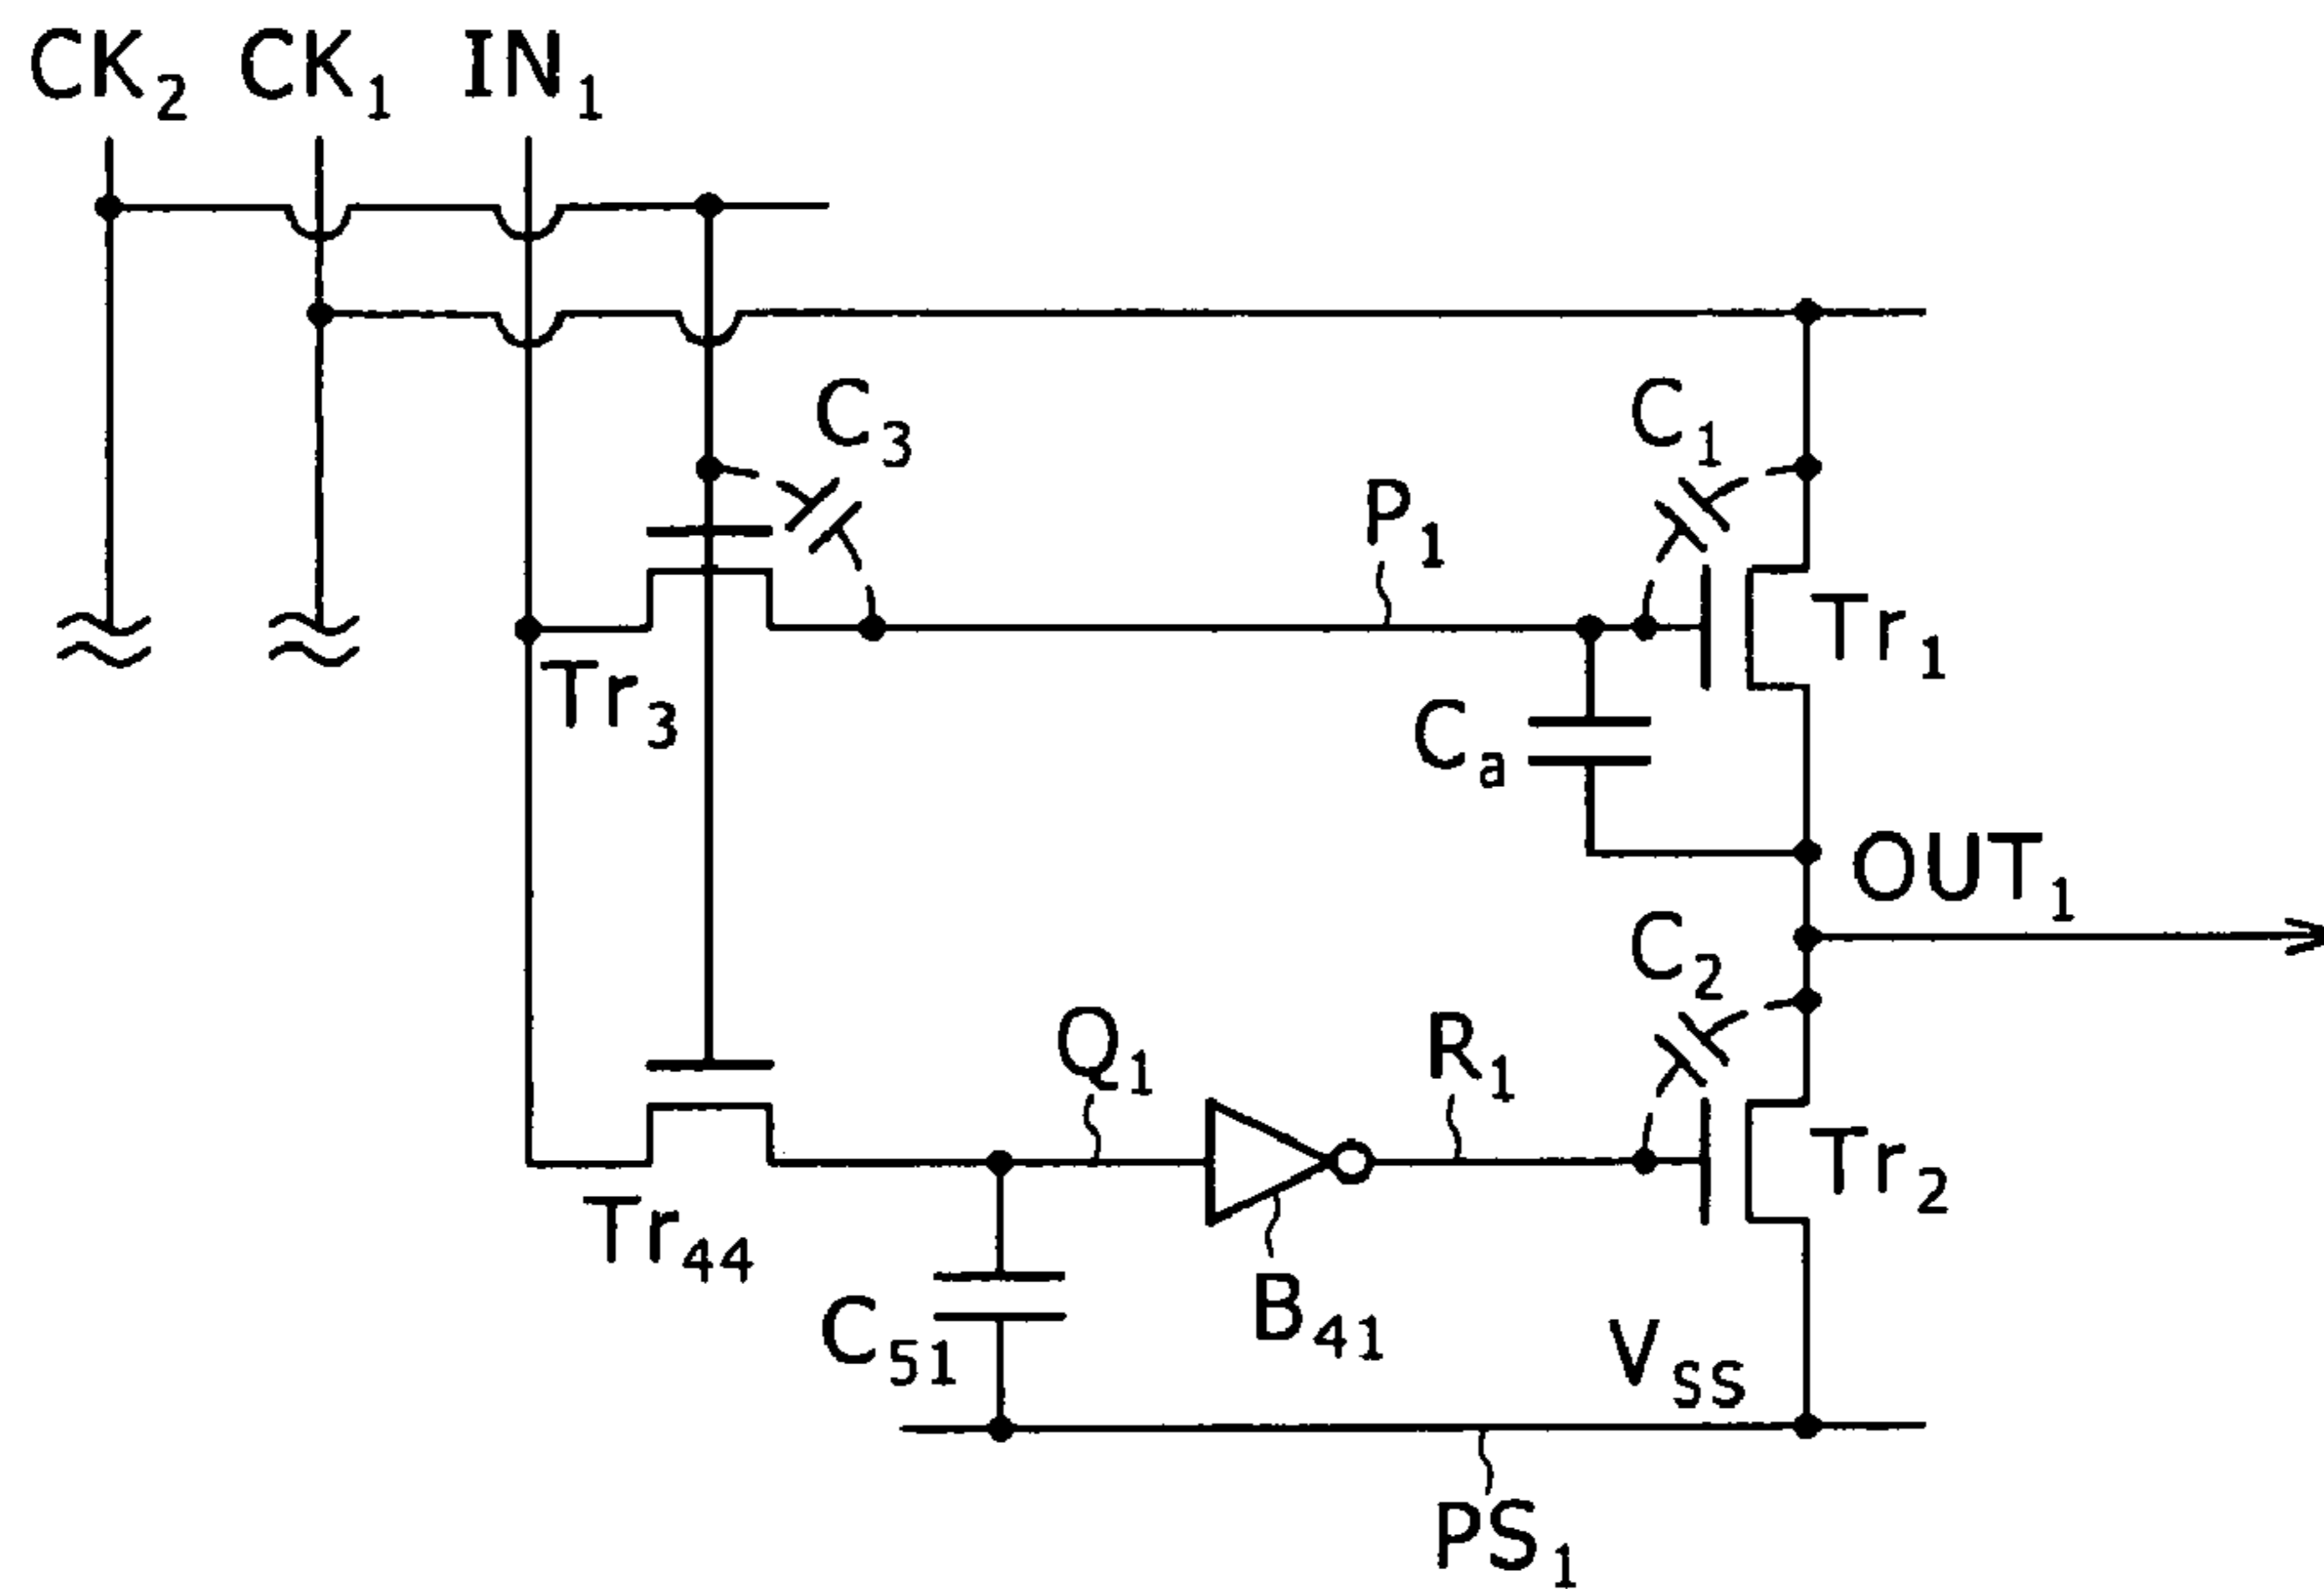 CK2 CK1 IN1
C3
C1
P1
Tr1
Tr3
Ca
OUT1
C2
Q1
R1
Tr2
Tr44
B41
C51
VSS
PS1